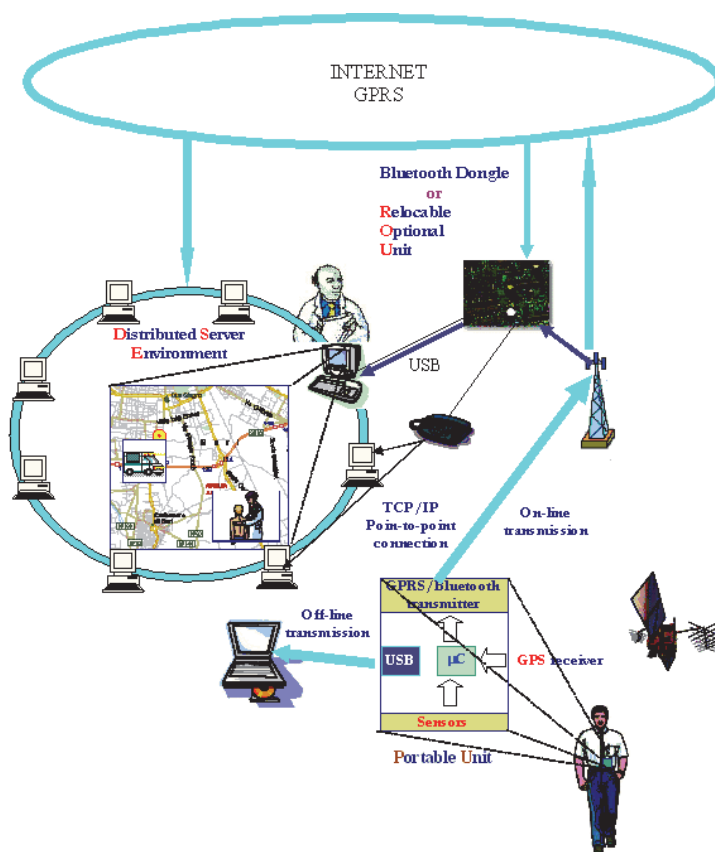 INTERNET
GPRS
Bluetooth Dongle
or
Relocable
Optional
Unit
Distributed Server
Environment
USB
TCP/IP
Poin-to-point
connection
On-line
transmission
GPRS/Bluetooth
transmitter
Off-line
transmission
USB
µC
GPS receiver
Sensors
Portable Unit